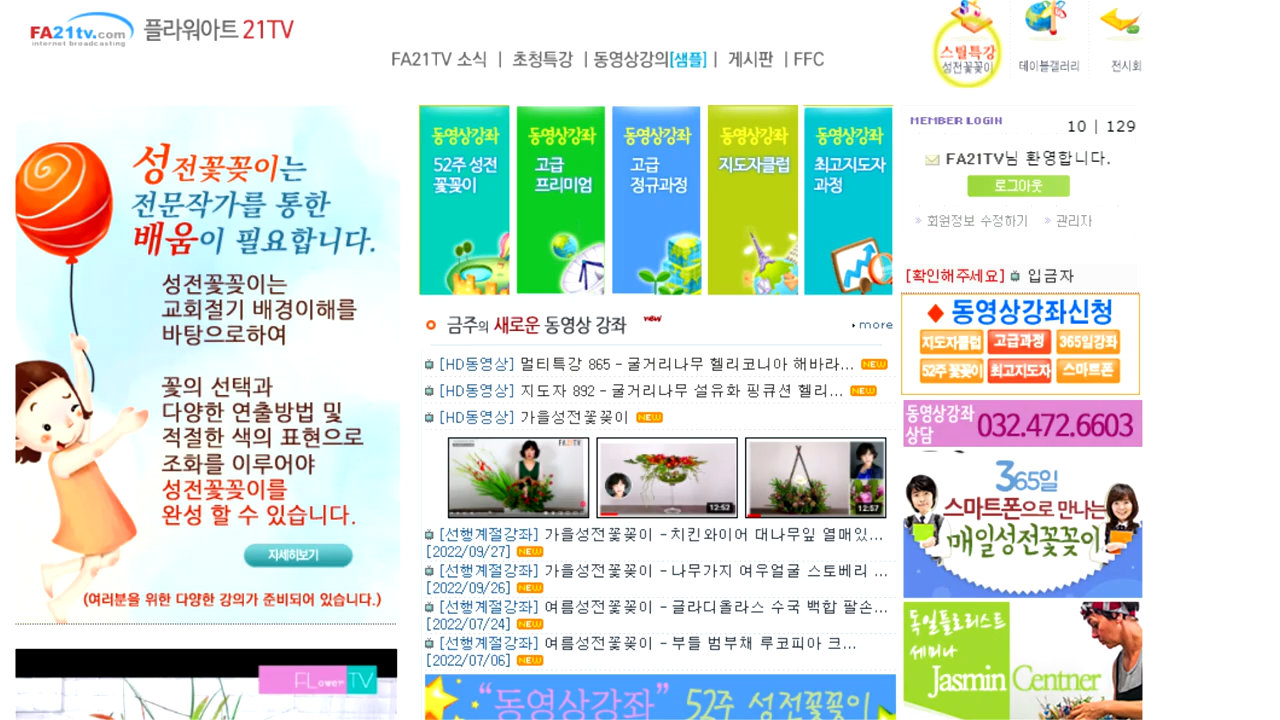 FA21tv.com
internet broadcasting
플라워아트 21TV
FA21TV 소식 | 초청특강 | 동영상강의[샘플] | 게시판 | FFC
스페셜특강
성전꽃꽂이
테이블갤러리
전시회
성전꽃꽂이는
전문작가를 통한
배움이 필요합니다.
성전꽃꽂이는
교회절기 배경이해를
바탕으로하여
꽃의 선택과
다양한 연출방법 및
적절한 색의 표현으로
조화를 이루어야
성전꽃꽂이를
완성 할 수 있습니다.
자세히보기
(여러분을 위한 다양한 강의가 준비되어 있습니다.)
FLower TV
동영상강좌
52주 성전
꽃꽂이
동영상강좌
고급
프리미엄
동영상강좌
고급
정규과정
동영상강좌
지도자클럽
동영상강좌
최고지도자
과정
금주의 새로운 동영상 강좌 new
more
[HD동영상] 멀티특강 865 - 굴거리나무 헬리코니아 해바라... NEW
[HD동영상] 지도자 892 - 굴거리나무 설유화 핑큐션 헬리... NEW
[HD동영상] 가을성전꽃꽂이 NEW
FA21TV
12:52
12:57
[선행계절강좌] 가을성전꽃꽂이 - 치킨와이어 대나무잎 열매있...
[2022/09/27] NEW
[선행계절강좌] 가을성전꽃꽂이 - 나무가지 여우얼굴 스토베리 ...
[2022/09/26] NEW
[선행계절강좌] 여름성전꽃꽂이 - 글라디올라스 수국 백합 팔손...
[2022/07/24] NEW
[선행계절강좌] 여름성전꽃꽂이 - 부들 범부채 루코피아 크...
[2022/07/06] NEW
“동영상강좌” 52주 성전꽃꽂이
MEMBER LOGIN
10 | 129
FA21TV님 환영합니다.
로그아웃
회원정보 수정하기
관리자
[확인해주세요] 입금자
동영상강좌신청
지도자클럽 고급과정 365일강좌
52주 꽃꽂이 최고지도자 스마트폰
동영상강좌
상담
032.472.6603
365일
스마트폰으로 만나는
매일성전꽃꽂이
독일플로리스트
세미나
Jasmin Centner